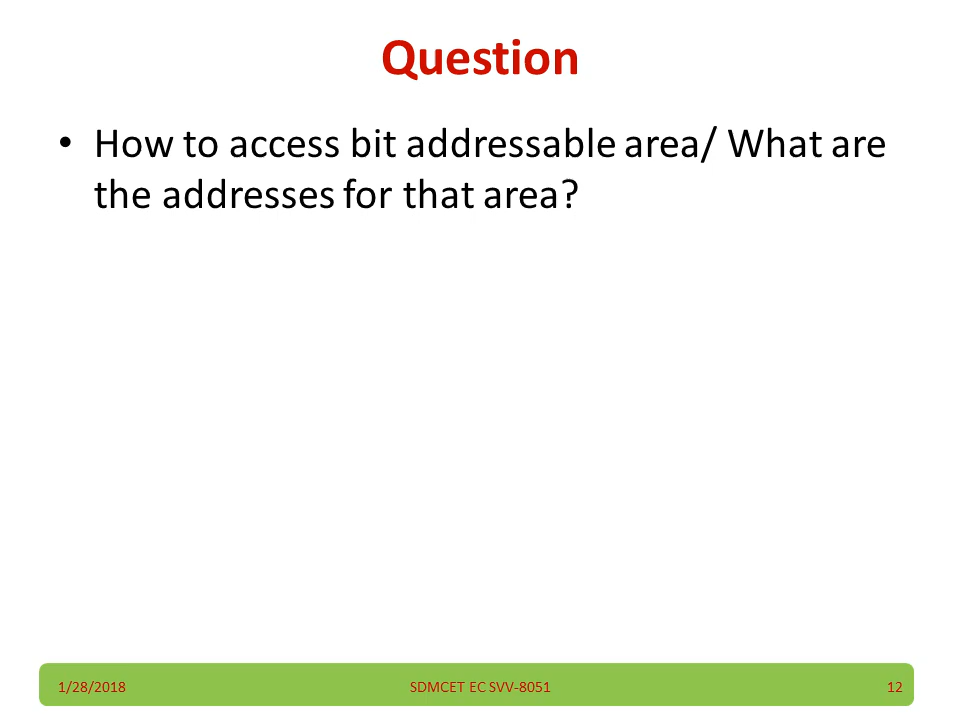 Question
• How to access bit addressable area/ What are
the addresses for that area?
1/28/2018 SDMCET EC SVV-8051 12